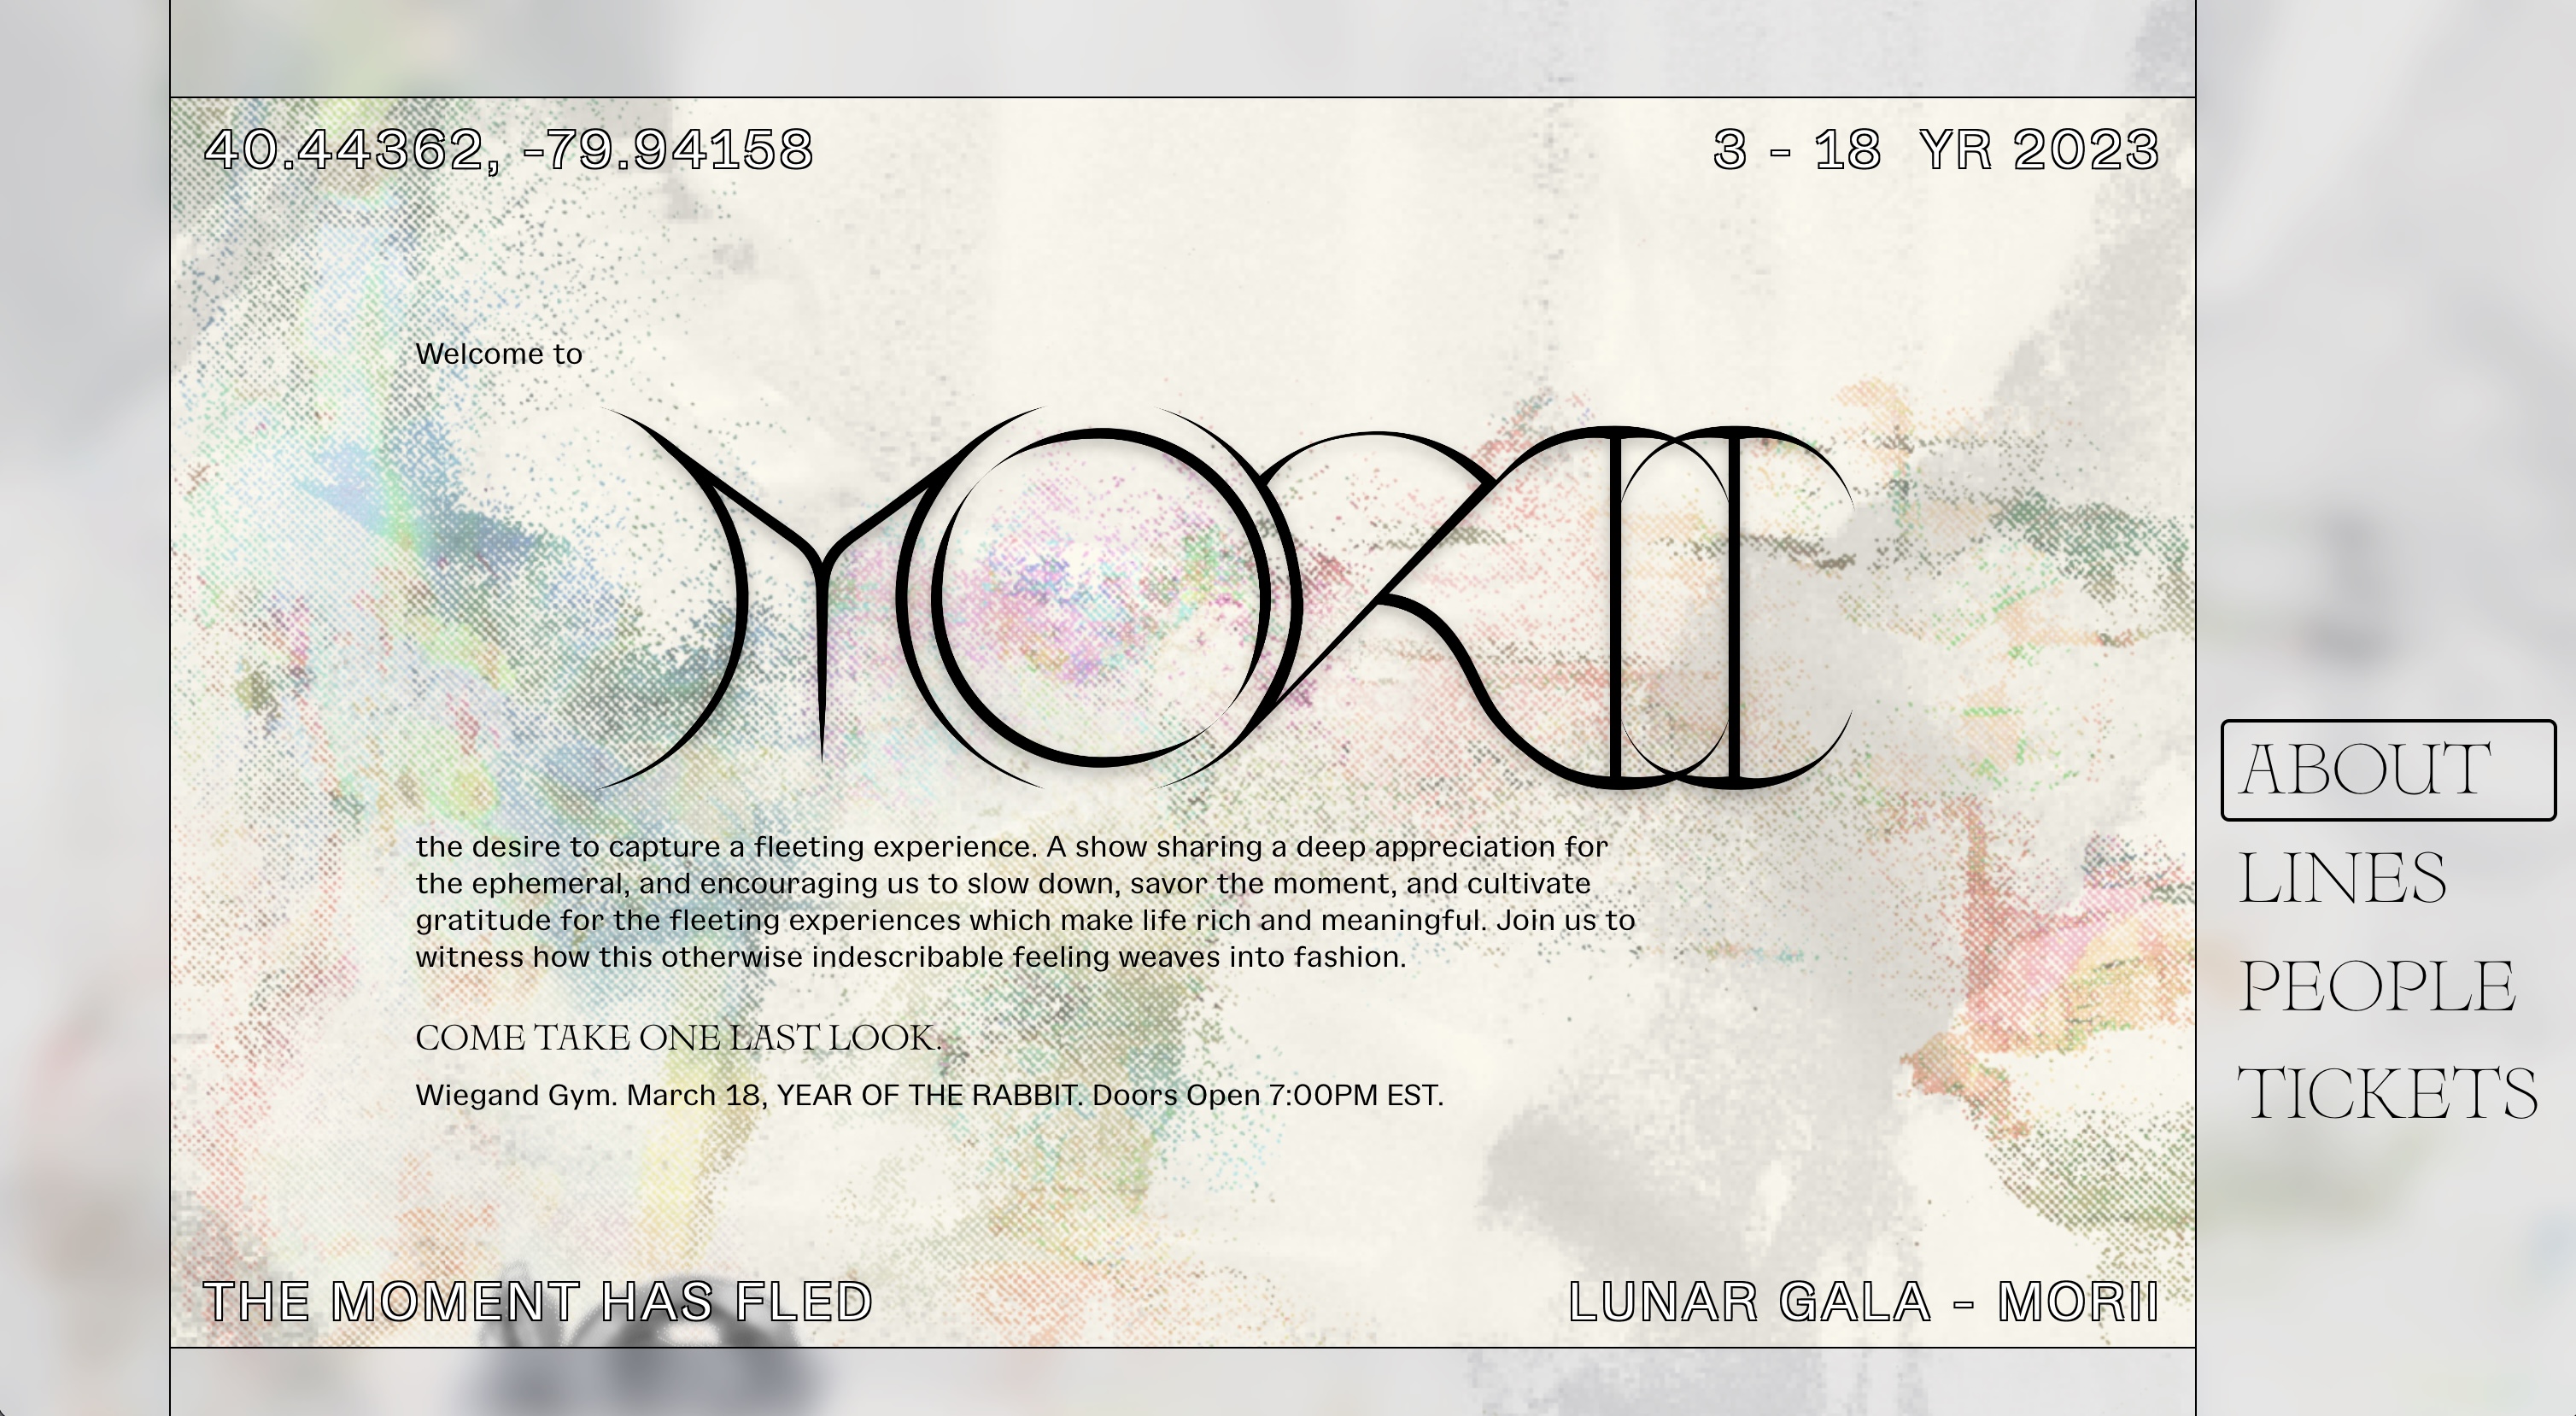 40.44362, -79.94158
3 - 18 YR 2023
Welcome to
MORII
the desire to capture a fleeting experience. A show sharing a deep appreciation for
the ephemeral, and encouraging us to slow down, savor the moment, and cultivate
gratitude for the fleeting experiences which make life rich and meaningful. Join us to
witness how this otherwise indescribable feeling weaves into fashion.
COME TAKE ONE LAST LOOK.
Wiegand Gym. March 18, YEAR OF THE RABBIT. Doors Open 7:00PM EST.
THE MOMENT HAS FLED
LUNAR GALA - MORII
ABOUT
LINES
PEOPLE
TICKETS